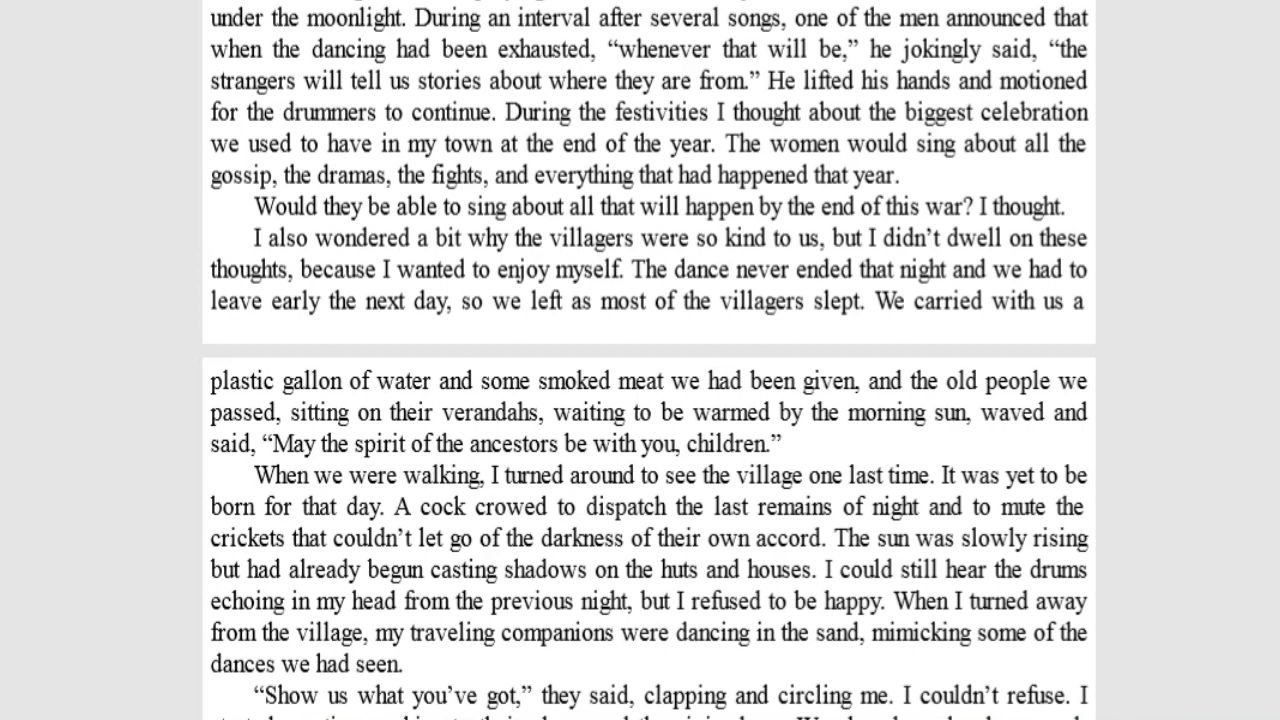 under the moonlight. During an interval after several songs, one of the men announced that
when the dancing had been exhausted, “whenever that will be,” he jokingly said, “the
strangers will tell us stories about where they are from.” He lifted his hands and motioned
for the drummers to continue. During the festivities I thought about the biggest celebration
we used to have in my town at the end of the year. The women would sing about all the
gossip, the dramas, the fights, and everything that had happened that year.
Would they be able to sing about all that will happen by the end of this war? I thought.
I also wondered a bit why the villagers were so kind to us, but I didn’t dwell on these
thoughts, because I wanted to enjoy myself. The dance never ended that night and we had to
leave early the next day, so we left as most of the villagers slept. We carried with us a
plastic gallon of water and some smoked meat we had been given, and the old people we
passed, sitting on their verandahs, waiting to be warmed by the morning sun, waved and
said, “May the spirit of the ancestors be with you, children.”
When we were walking, I turned around to see the village one last time. It was yet to be
born for that day. A cock crowed to dispatch the last remains of night and to mute the
crickets that couldn’t let go of the darkness of their own accord. The sun was slowly rising
but had already begun casting shadows on the huts and houses. I could still hear the drums
echoing in my head from the previous night, but I refused to be happy. When I turned away
from the village, my traveling companions were dancing in the sand, mimicking some of the
dances we had seen.
“Show us what you’ve got,” they said, clapping and circling me. I couldn’t refuse. I